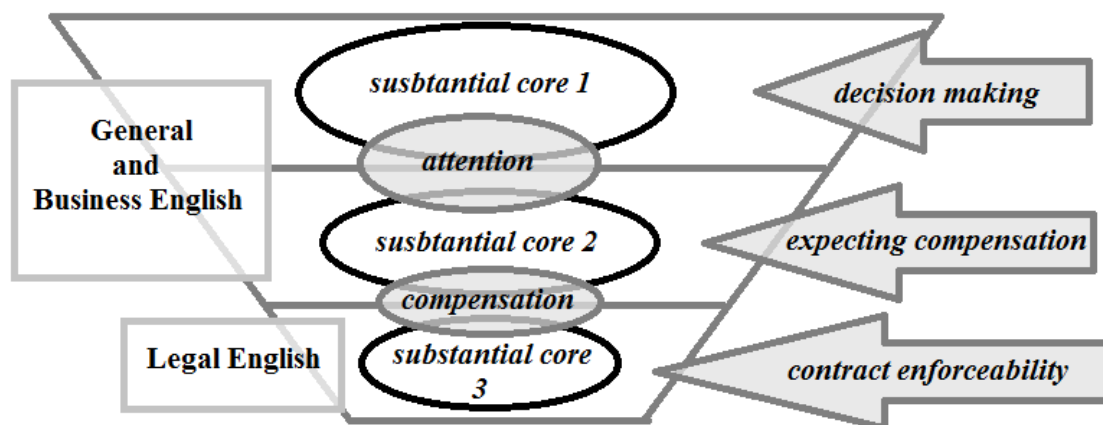 susbtantial core 1
decision making
General
and
Business English
attention
susbtantial core 2
expecting compensation
compensation
Legal English
substantial core
3
contract enforceability